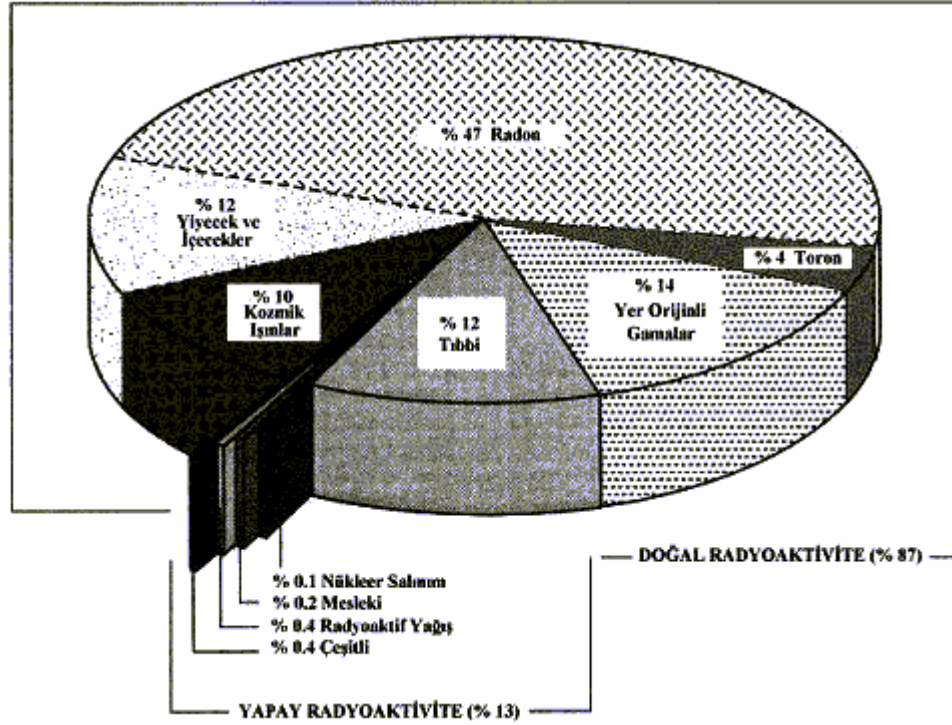 % 47 Radon
% 12
Yiyecek ve
İçecekler
% 4 Toron
% 14
Yer Orijinli
Gamalar
% 10
Kozmik
Işınlar
% 12
Tıbbi
DOĞAL RADYOAKTİVİTE (% 87)
% 0.1 Nükleer Salınım
% 0.2 Mesleki
% 0.4 Radyoaktif Yağış
% 0.4 Çeşitli
YAPAY RADYOAKTİVİTE (% 13)